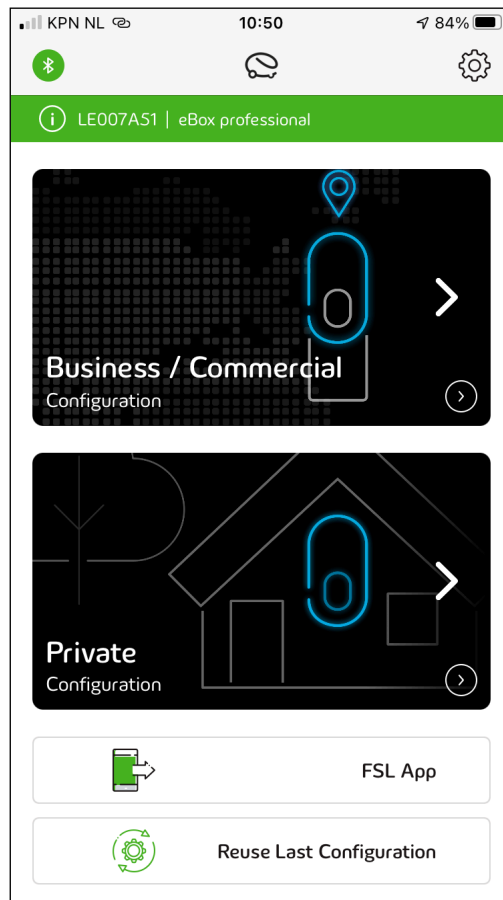 KPN NL 10:50 84%
LE007A51 | eBox professional
Business / Commercial
Configuration
Private
Configuration
FSL App
Reuse Last Configuration